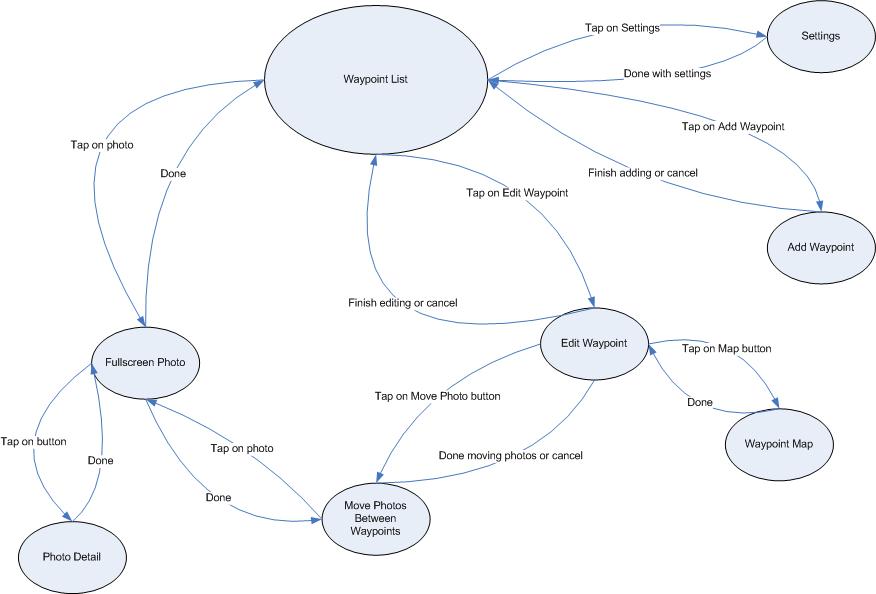 Tap on Settings
Settings
Waypoint List
Done with settings
Tap on Add Waypoint
Tap on photo
Done
Finish adding or cancel
Tap on Edit Waypoint
Add Waypoint
Finish editing or cancel
Edit Waypoint
Tap on Map button
Fullscreen Photo
Tap on Move Photo button
Done
Tap on button
Tap on photo
Done moving photos or cancel
Waypoint Map
Done
Done
Move Photos
Between
Waypoints
Photo Detail